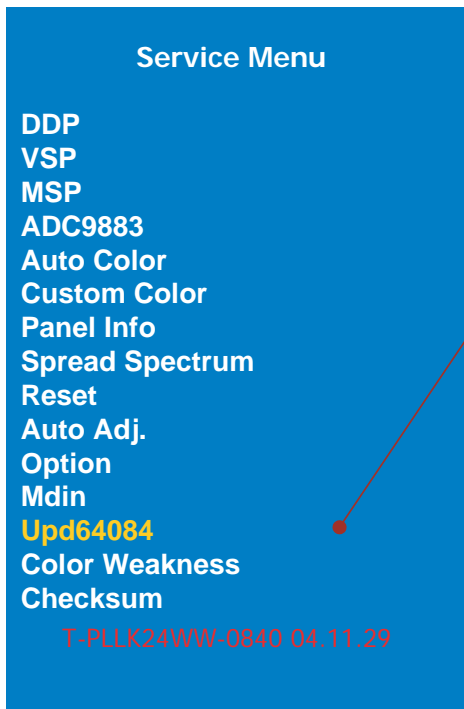 Service Menu
DDP
VSP
MSP
ADC9883
Auto Color
Custom Color
Panel Info
Spread Spectrum
Reset
Auto Adj.
Option
Mdin
Upd64084
Color Weakness
Checksum
T-PLLK24WW-0840 04.11.29